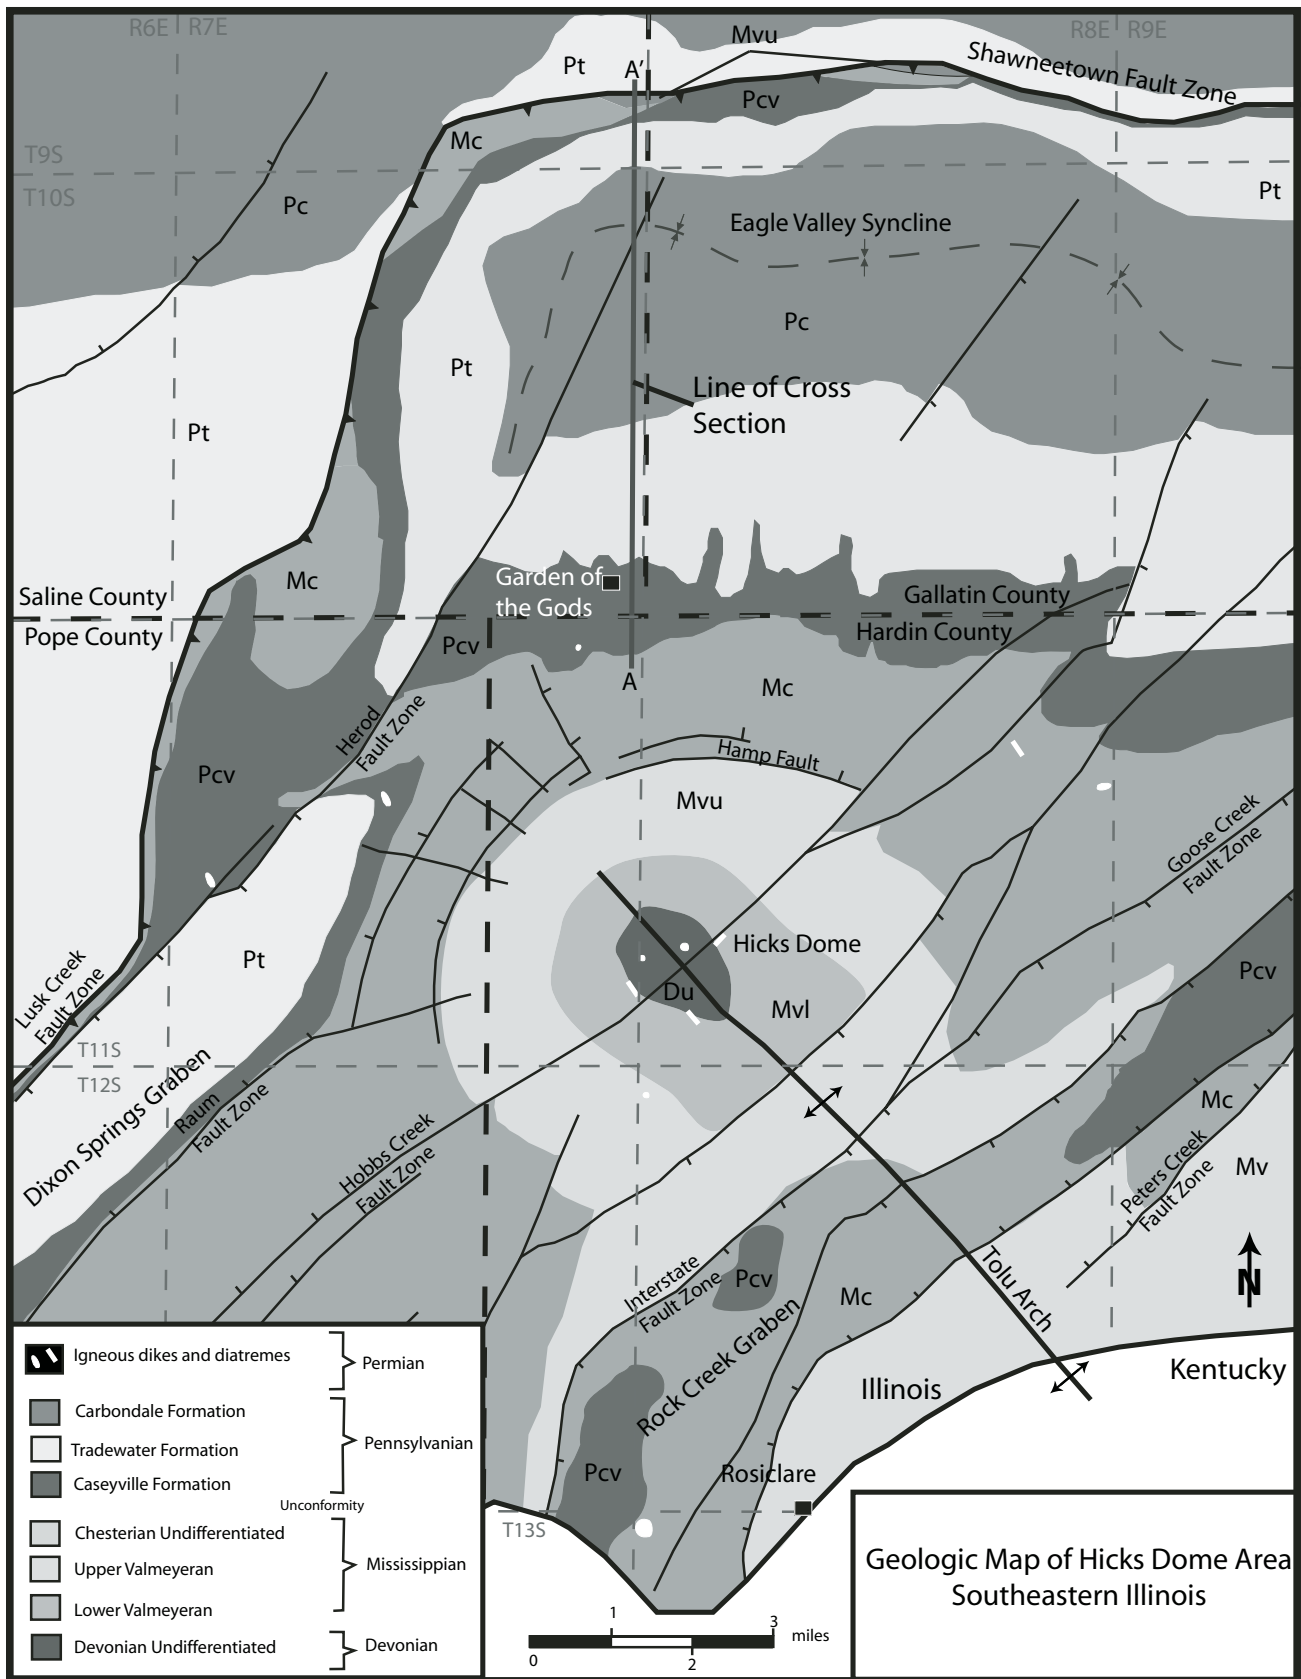 R6E
R7E
Mvu
R8E
R9E
Shawneetown Fault Zone
Pt
A'
Pcv
Mc
T9S
T10S
Pc
Pt
Eagle Valley Syncline
Pc
Pt
Line of Cross
Section
Pt
Garden of
the Gods
Mc
Saline County
Pope County
Gallatin County
Hardin County
Pcv
A
Mc
Herod
Fault Zone
Hamp Fault
Pcv
Mvu
Goose Creek
Fault Zone
Hicks Dome
Pt
Lusk Creek
Fault Zone
Du
Mvl
Pcv
T11S
T12S
Dixon Springs Graben
Raum
Fault Zone
Hobbs Creek
Fault Zone
Mc
Peters Creek
Fault Zone
Mv
N
Interstate
Fault Zone
Pcv
Tolu Arch
Mc
Rock Creek Graben
Illinois
Kentucky
Pcv
Rosiclare
T13S
Igneous dikes and diatremes
Permian
Carbondale Formation
Tradewater Formation
Pennsylvanian
Caseyville Formation
Unconformity
Chesterian Undifferentiated
Upper Valmeyeran
Mississippian
Lower Valmeyeran
Devonian Undifferentiated
Devonian
1
3
miles
0
2
Geologic Map of Hicks Dome Area
Southeastern Illinois